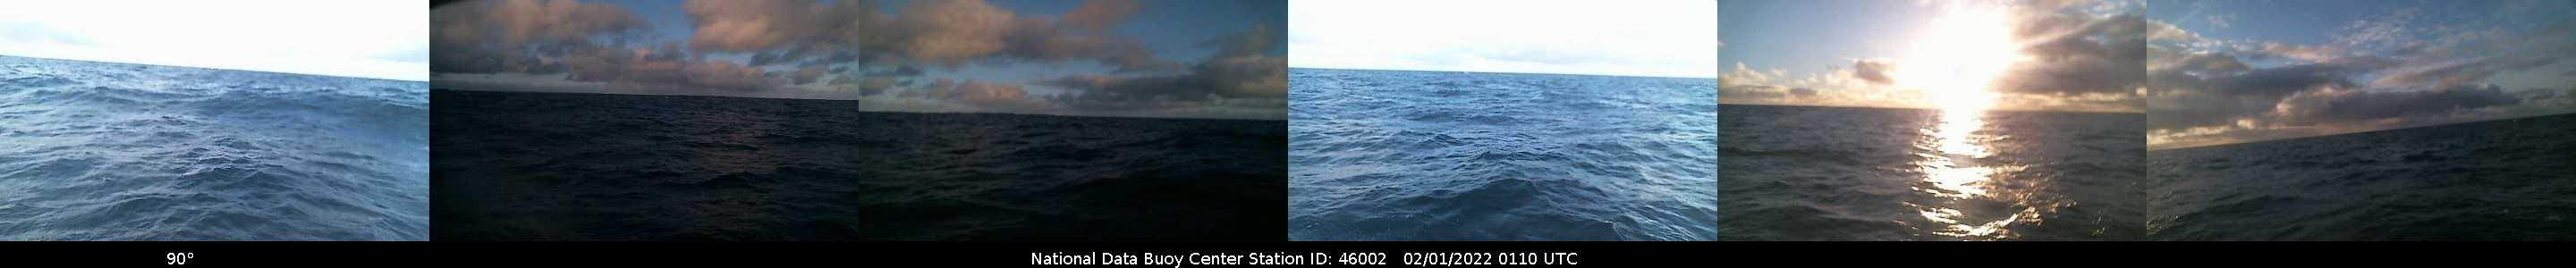 90° National Data Buoy Center Station ID: 46002 02/01/2022 0110 UTC